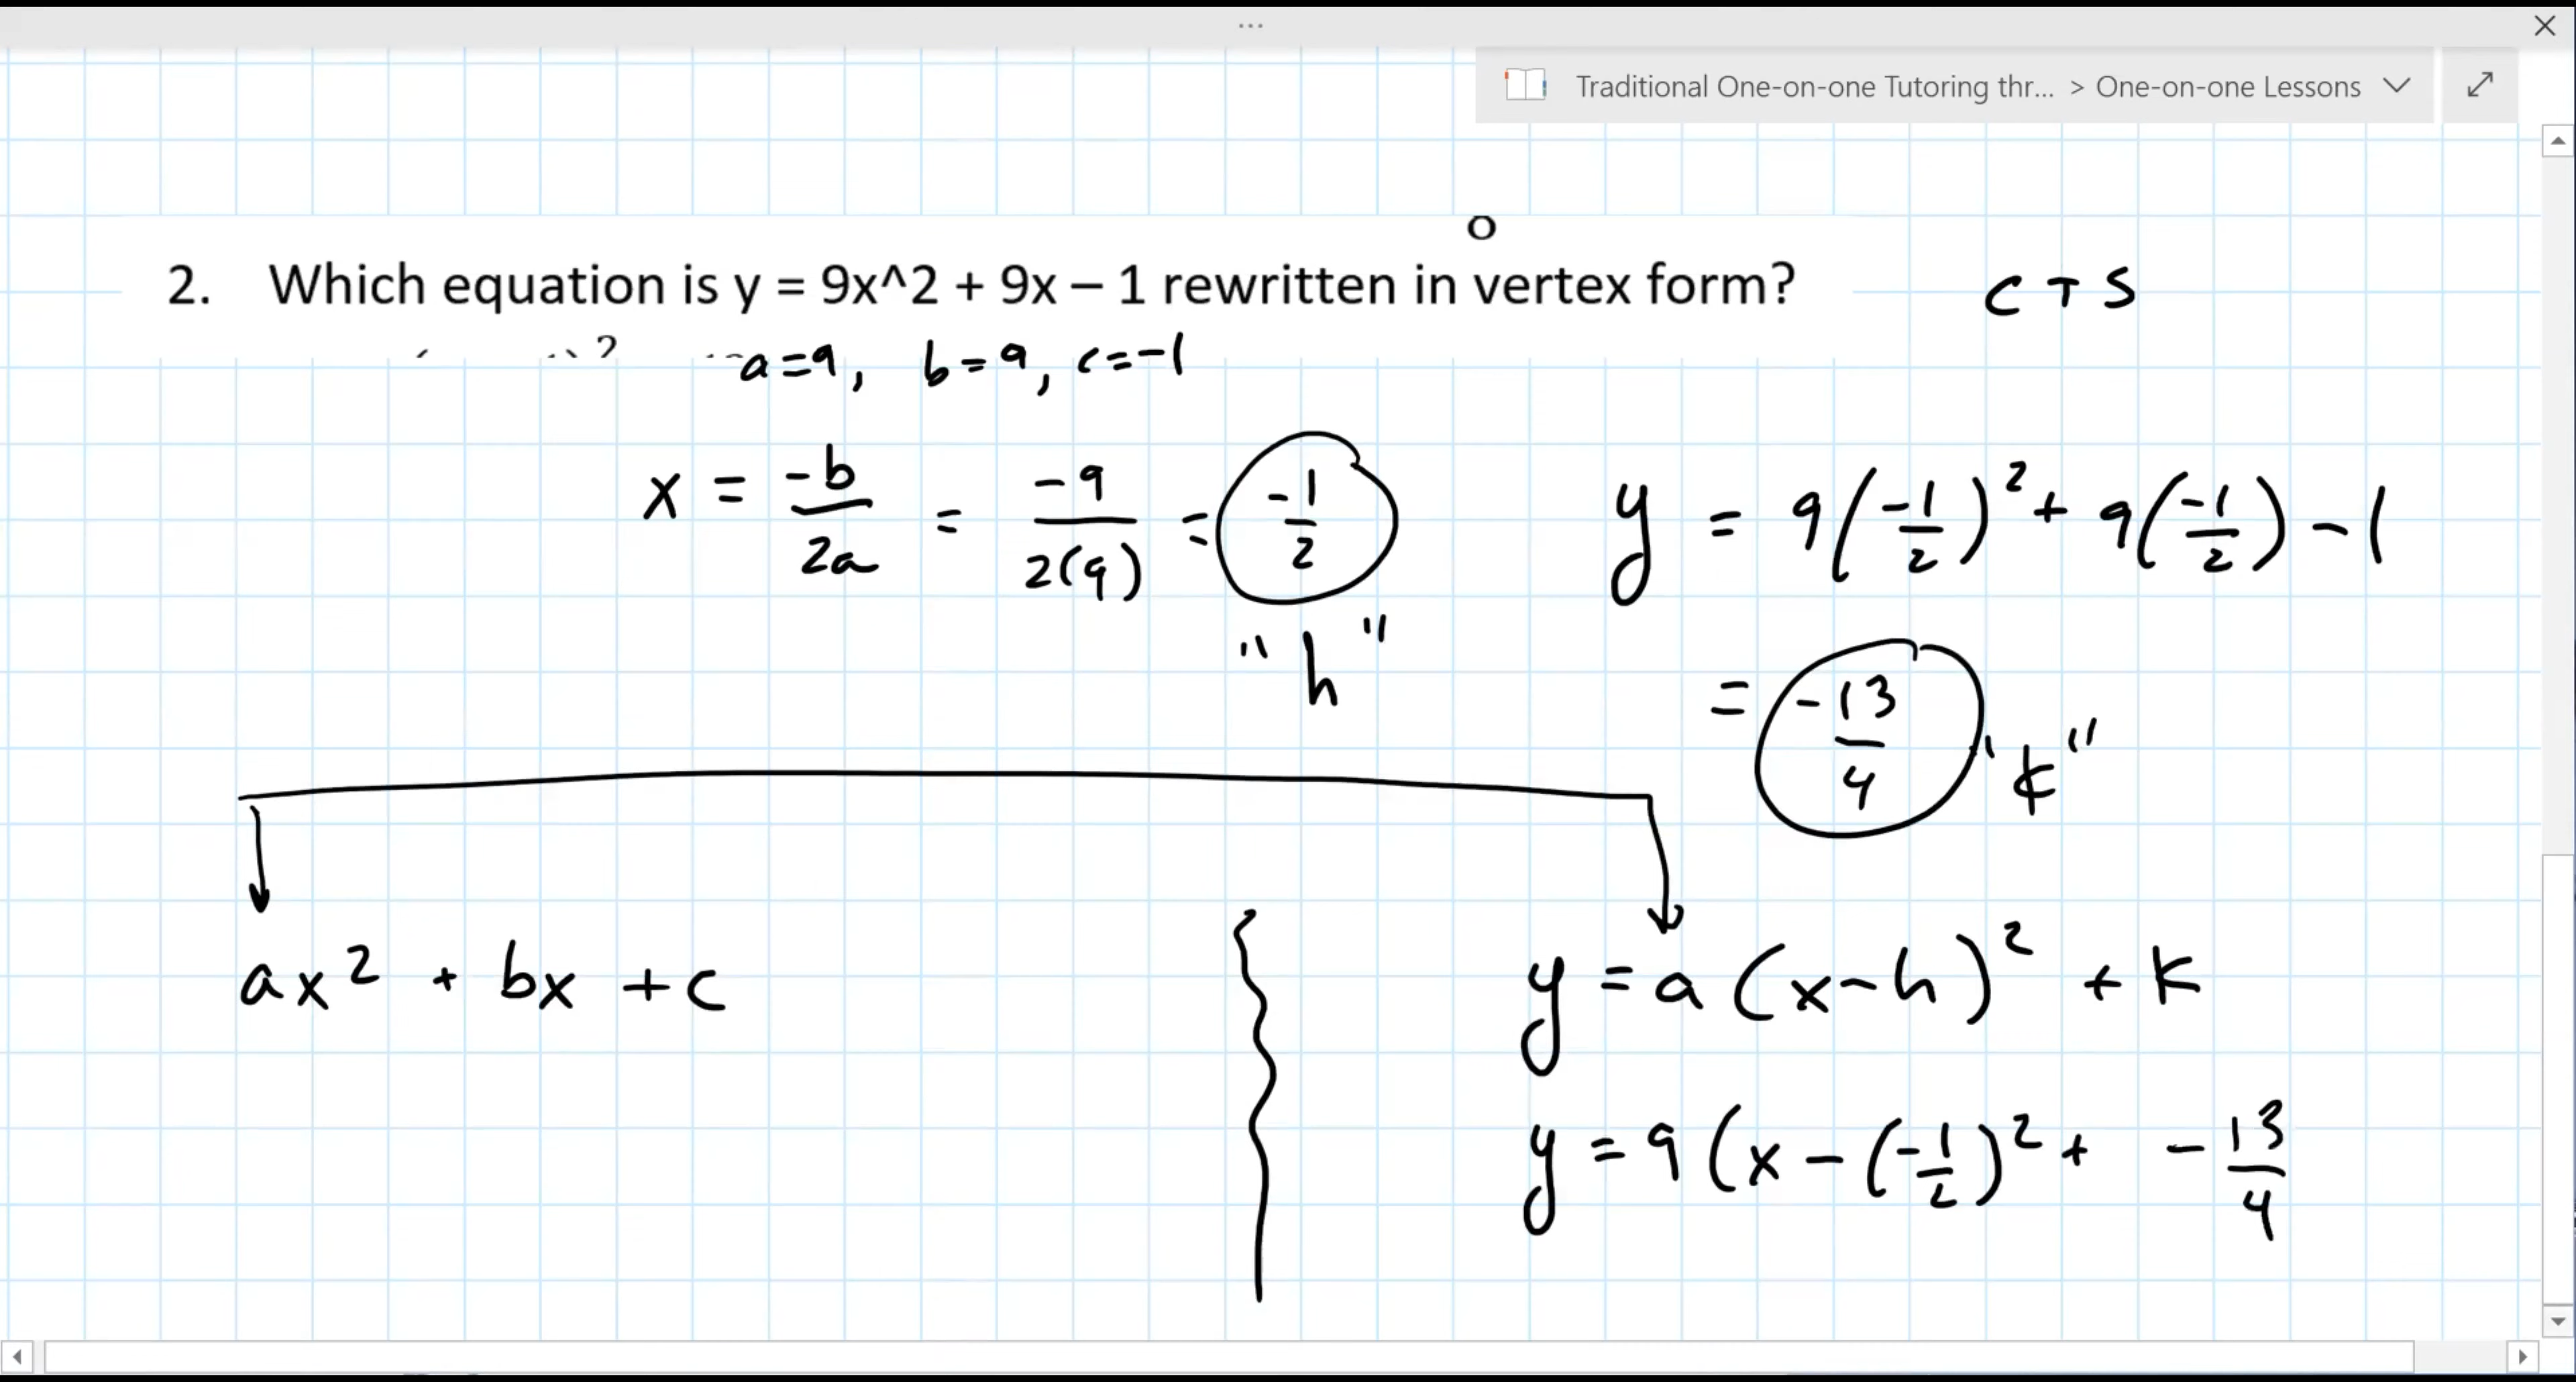 Traditional One-on-one Tutoring thr... > One-on-one Lessons
2. Which equation is y = 9x^2 + 9x – 1 rewritten in vertex form?
C T S
a = 9, b = 9, c = -1
x = -b/2a = -9/2(9) = -1/2
"h"
y = 9(-1/2)² + 9(-1/2) - 1
= -13/4 "k"
ax² + bx + c
y = a(x-h)² + k
y = 9(x - (-1/2)² + -13/4